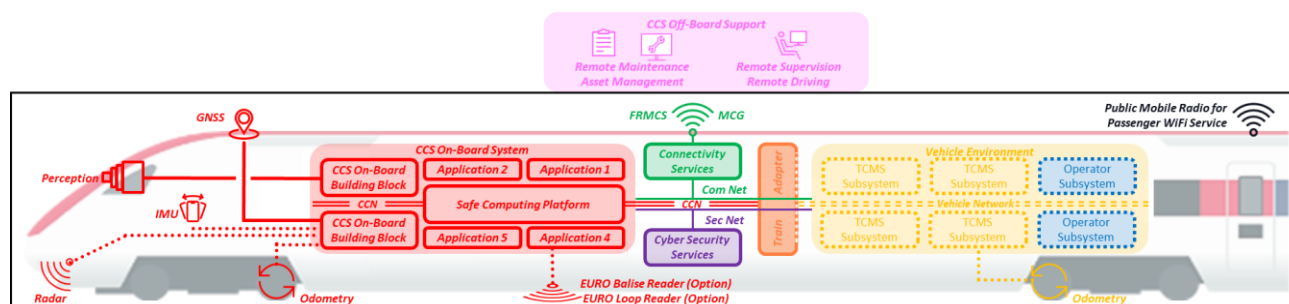 CCS Off-Board Support
Remote Maintenance
Asset Management
Remote Supervision
Remote Driving
GNSS
FRMCS
MCG
Public Mobile Radio for
Passenger WiFi Service
Perception
IMU
Radar
Odometry
CCS On-Board System
CCS On-Board
Building Block
Application 2
Application 1
CCN
Safe Computing Platform
CCS On-Board
Building Block
Application 5
Application 4
EURO Balise Reader (Option)
EURO Loop Reader (Option)
Connectivity
Services
Com Net
CCN
Sec Net
Cyber Security
Services
Train
Adapter
Vehicle Environment
TCMS
Subsystem
TCMS
Subsystem
Operator
Subsystem
Vehicle Network
TCMS
Subsystem
TCMS
Subsystem
Operator
Subsystem
Odometry